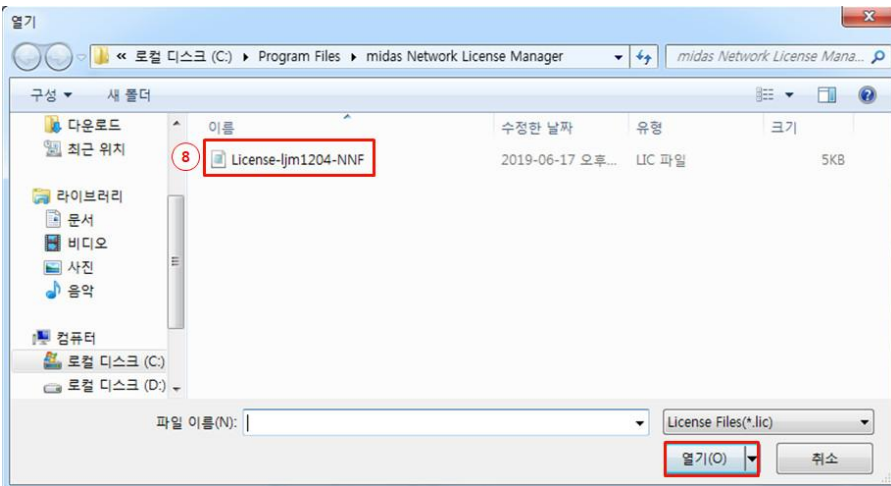 열기
« 로컬 디스크 (C:) ▸ Program Files ▸ midas Network License Manager
midas Network License Mana...
구성 새 폴더
다운로드
최근 위치
라이브러리
문서
비디오
사진
음악
컴퓨터
로컬 디스크 (C:)
로컬 디스크 (D:)
이름 수정한 날짜 유형 크기
8 License-ljm1204-NNF 2019-06-17 오후... LIC 파일 5KB
파일 이름(N): License Files(*.lic)
열기(O) 취소